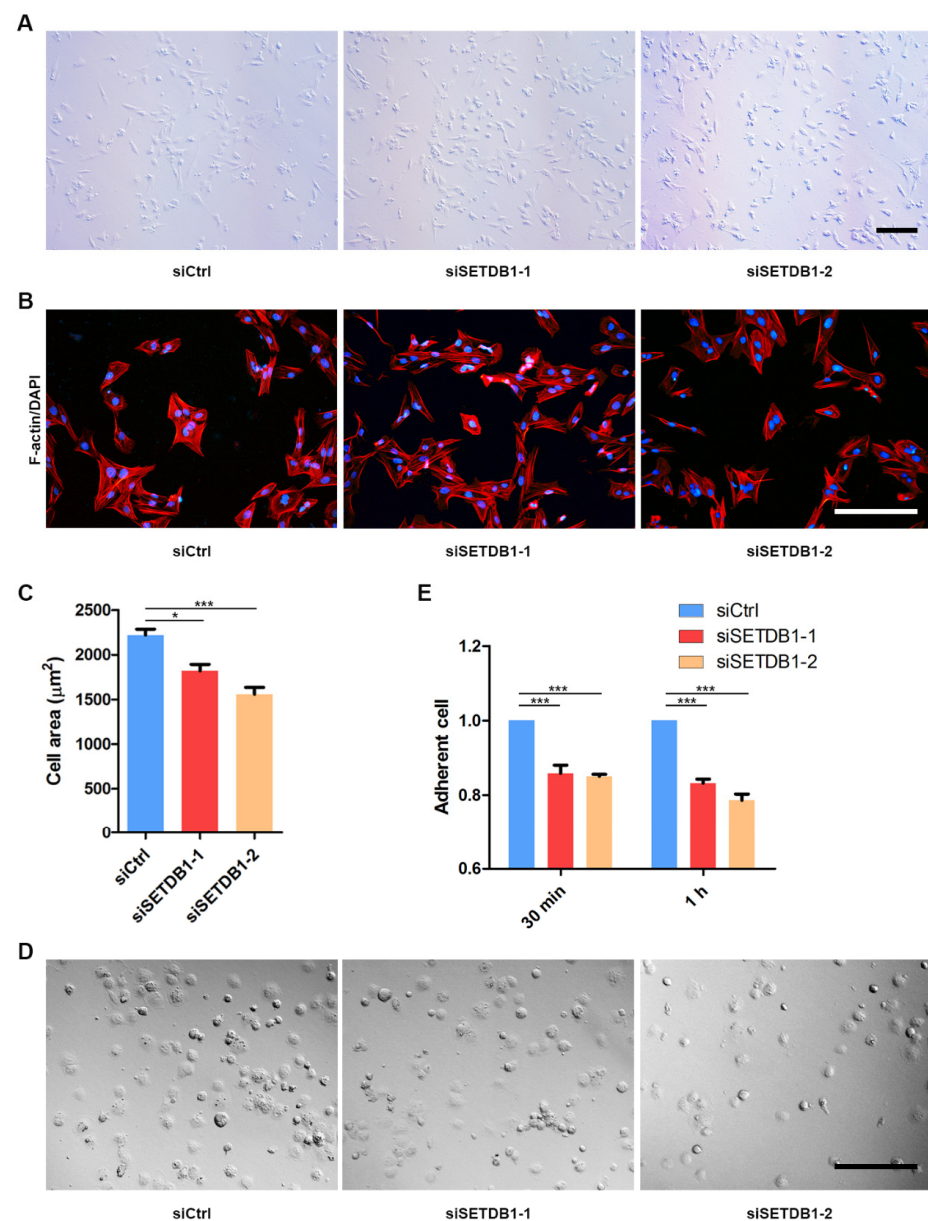 A
siCtrl
siSETDB1-1
siSETDB1-2
B
F-actin/DAPI
siCtrl
siSETDB1-1
siSETDB1-2
C
Cell area (μm²)
2500
2000
1500
1000
500
0
***
*
siCtrl
siSETDB1-1
siSETDB1-2
E
siCtrl
siSETDB1-1
siSETDB1-2
Adherent cell
1.2
1.0
0.8
0.6
***
***
***
***
30 min
1 h
D
siCtrl
siSETDB1-1
siSETDB1-2